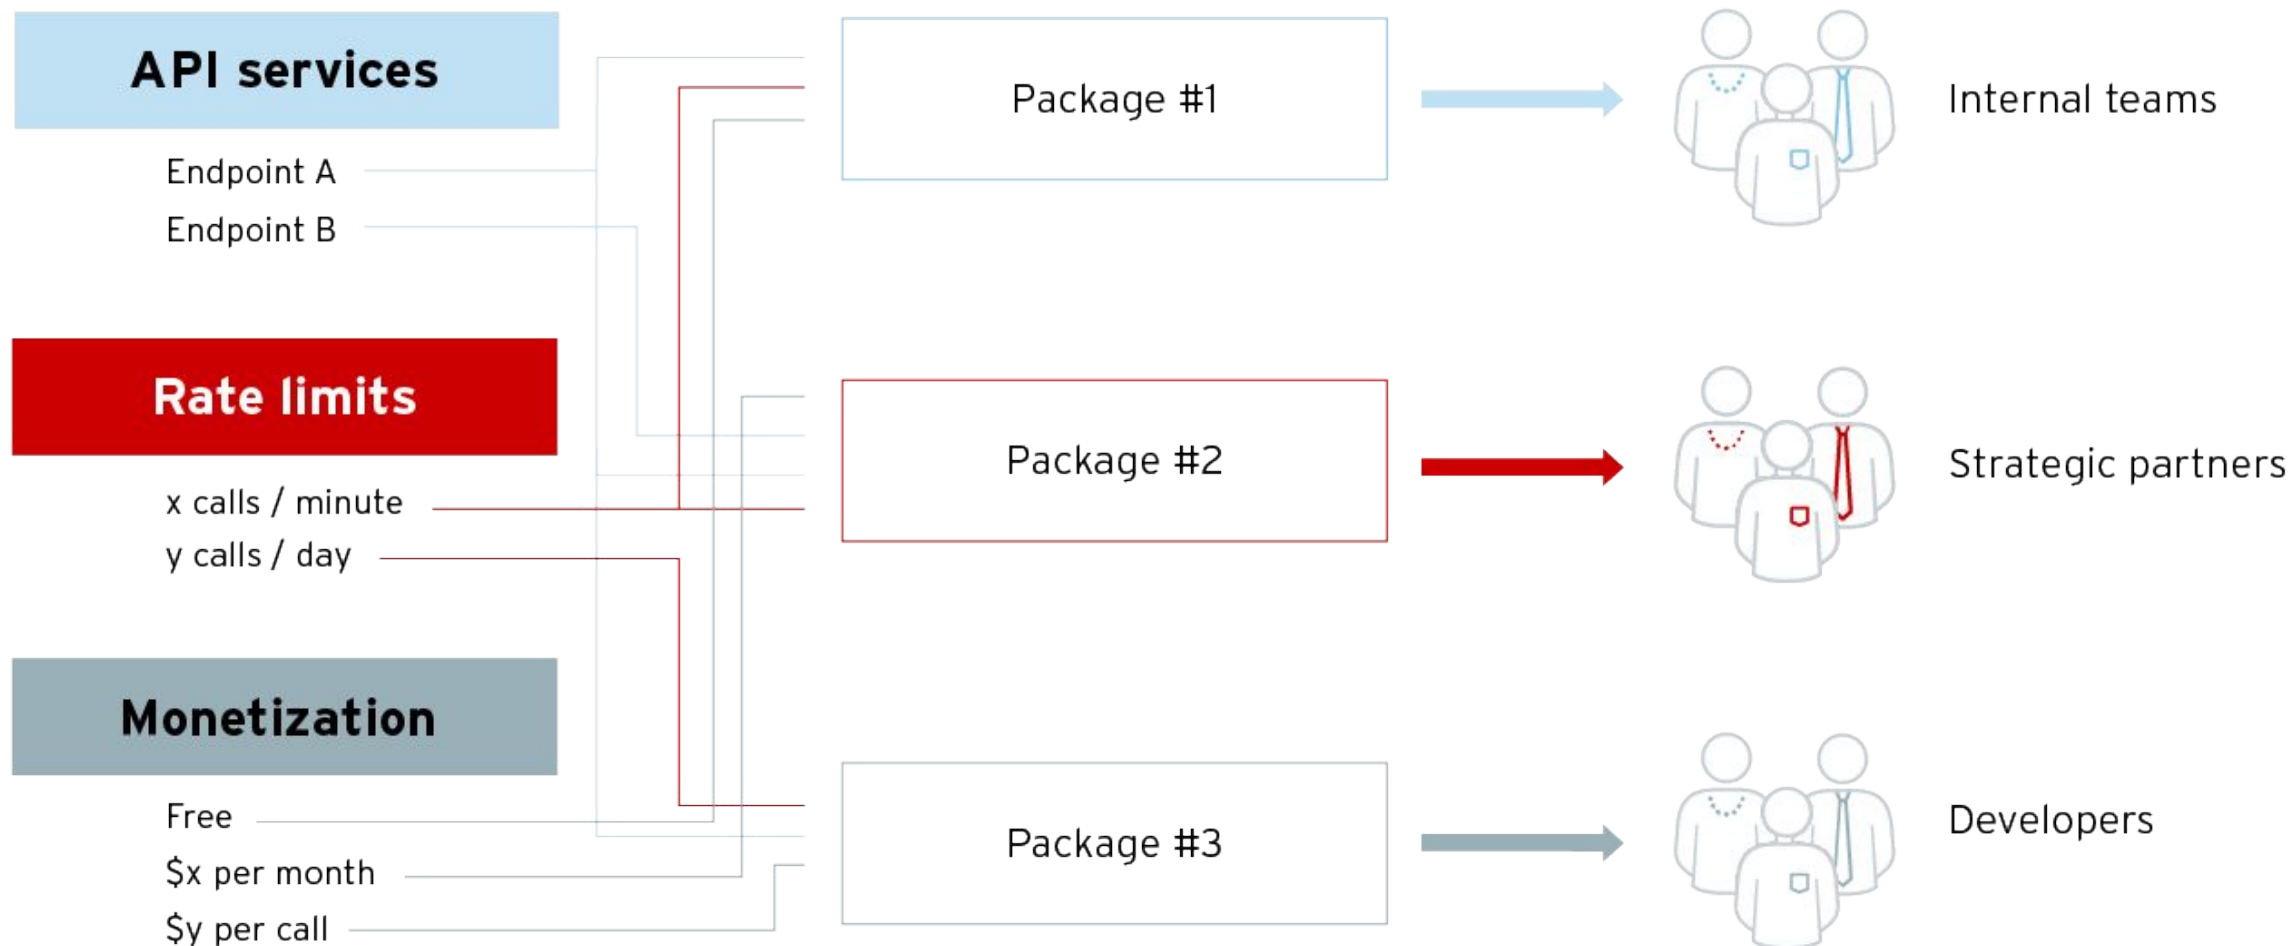 API services
Endpoint A
Endpoint B
Rate limits
x calls / minute
y calls / day
Monetization
Free
$x per month
$y per call
Package #1
Package #2
Package #3
Internal teams
Strategic partners
Developers